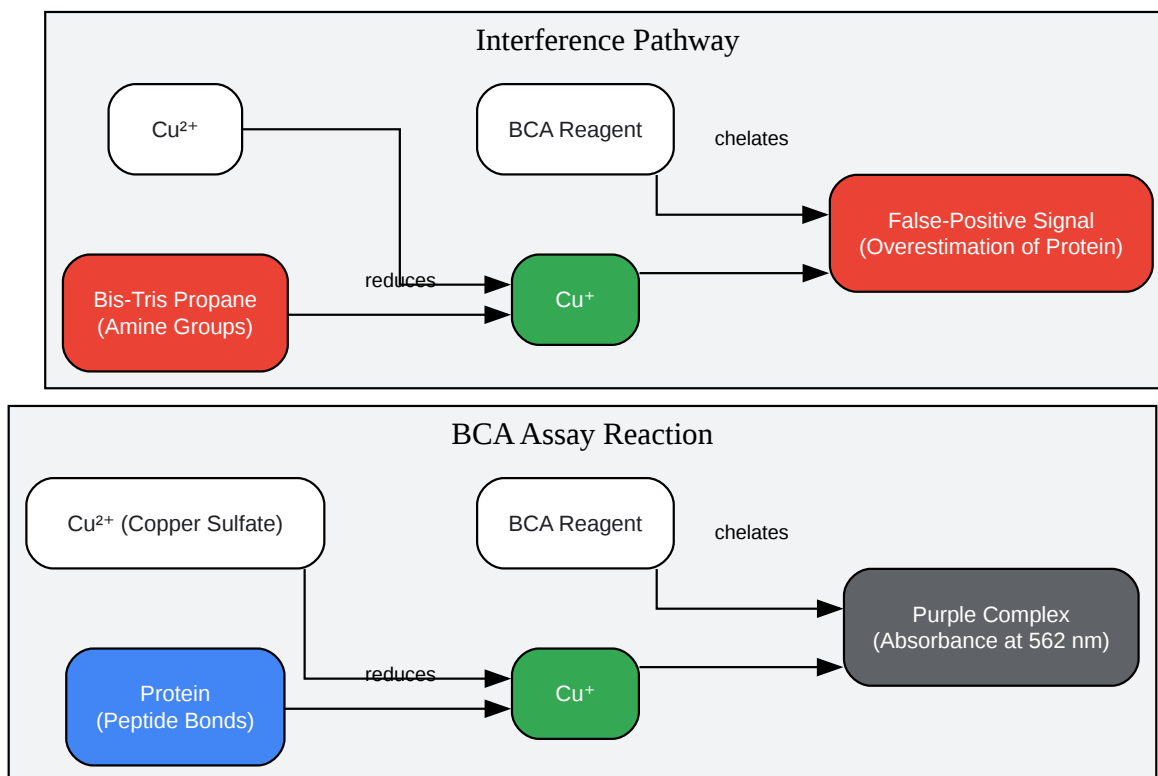 Interference Pathway
Cu²⁺
BCA Reagent
chelates
False-Positive Signal
(Overestimation of Protein)
reduces
Bis-Tris Propane
(Amine Groups)
Cu⁺
BCA Assay Reaction
Cu²⁺ (Copper Sulfate)
BCA Reagent
chelates
Purple Complex
(Absorbance at 562 nm)
reduces
Protein
(Peptide Bonds)
Cu⁺